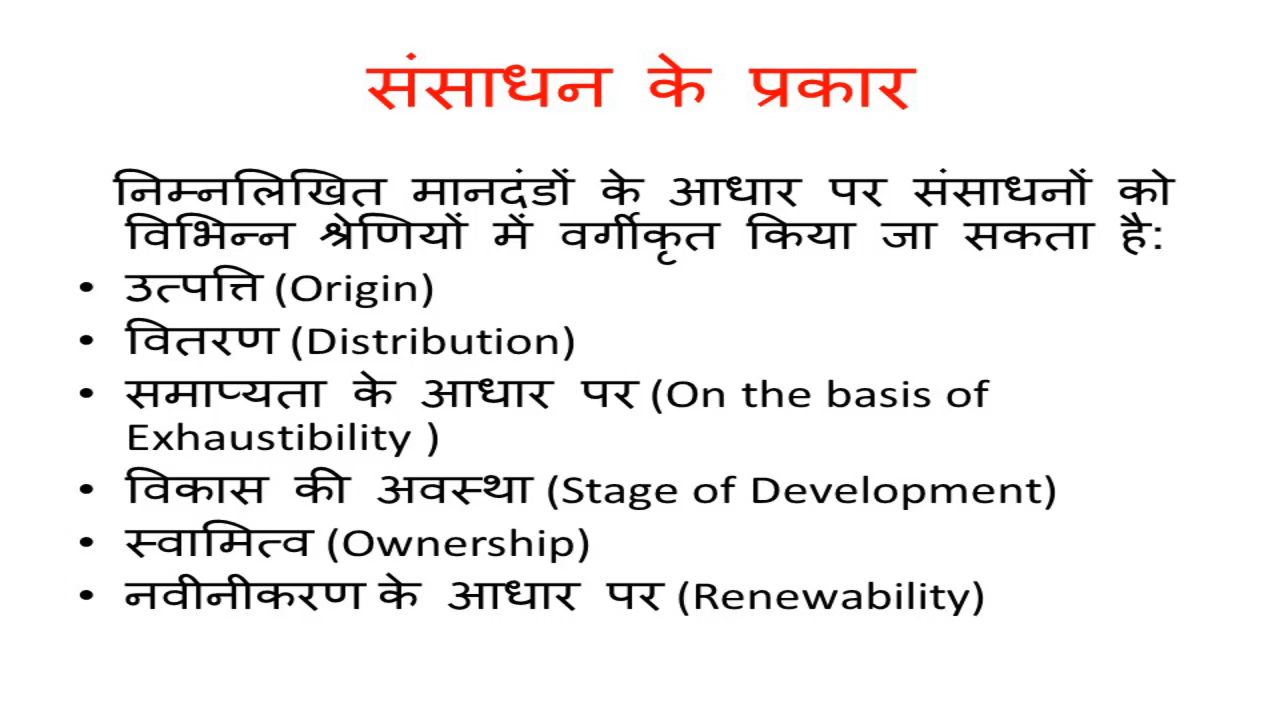 संसाधन के प्रकार
निम्नलिखित मानदंडों के आधार पर संसाधनों को
विभिन्न श्रेणियों में वर्गीकृत किया जा सकता है:
• उत्पत्ति (Origin)
• वितरण (Distribution)
• समाप्यता के आधार पर (On the basis of
Exhaustibility )
• विकास की अवस्था (Stage of Development)
• स्वामित्व (Ownership)
• नवीनीकरण के आधार पर (Renewability)